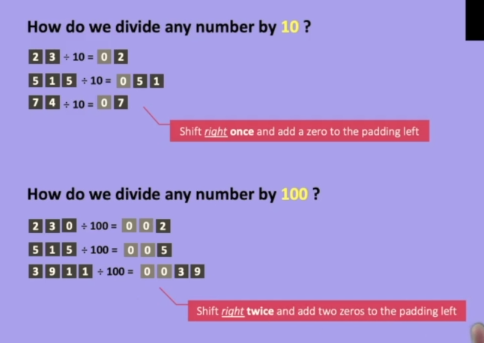 How do we divide any number by 10 ?
2 3 ÷ 10 = 0 2
5 1 5 ÷ 10 = 0 5 1
7 4 ÷ 10 = 0 7
Shift right once and add a zero to the padding left
How do we divide any number by 100 ?
2 3 0 ÷ 100 = 0 0 2
5 1 5 ÷ 100 = 0 0 5
3 9 1 1 ÷ 100 = 0 0 3 9
Shift right twice and add two zeros to the padding left